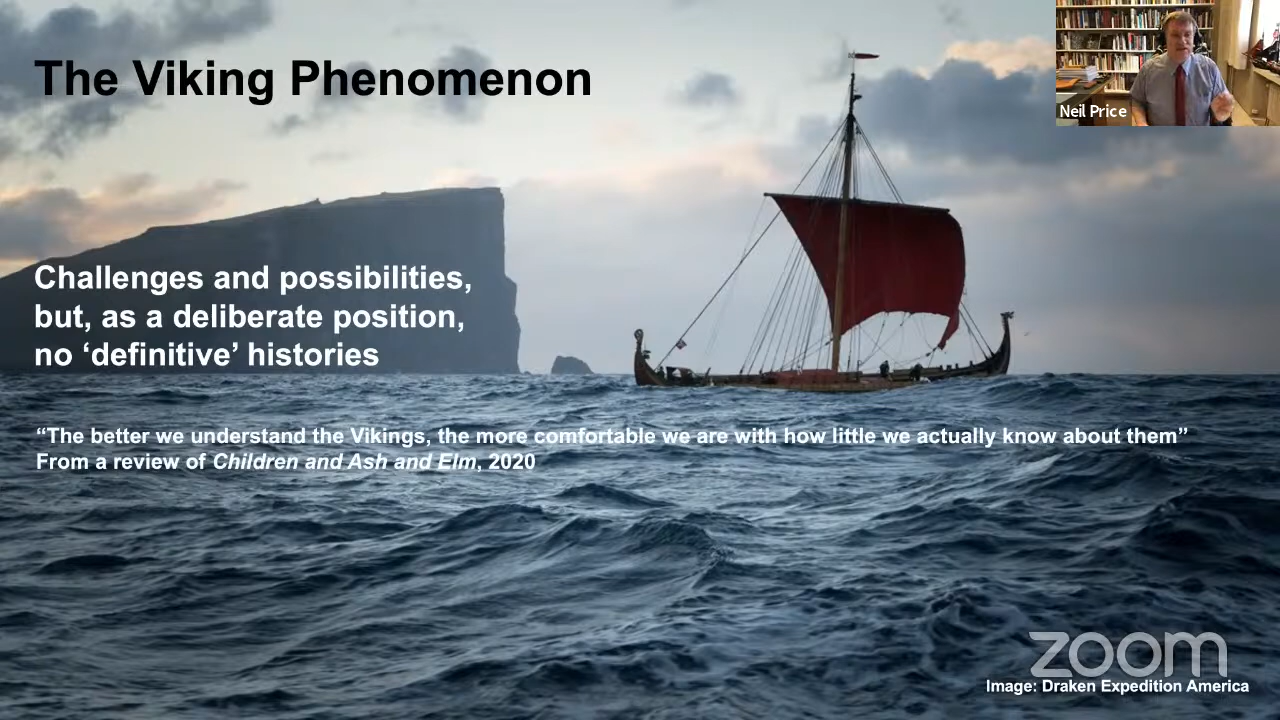 The Viking Phenomenon
Neil Price
Challenges and possibilities,
but, as a deliberate position,
no ‘definitive’ histories
“The better we understand the Vikings, the more comfortable we are with how little we actually know about them”
From a review of Children and Ash and Elm, 2020
zoom
Image: Draken Expedition America